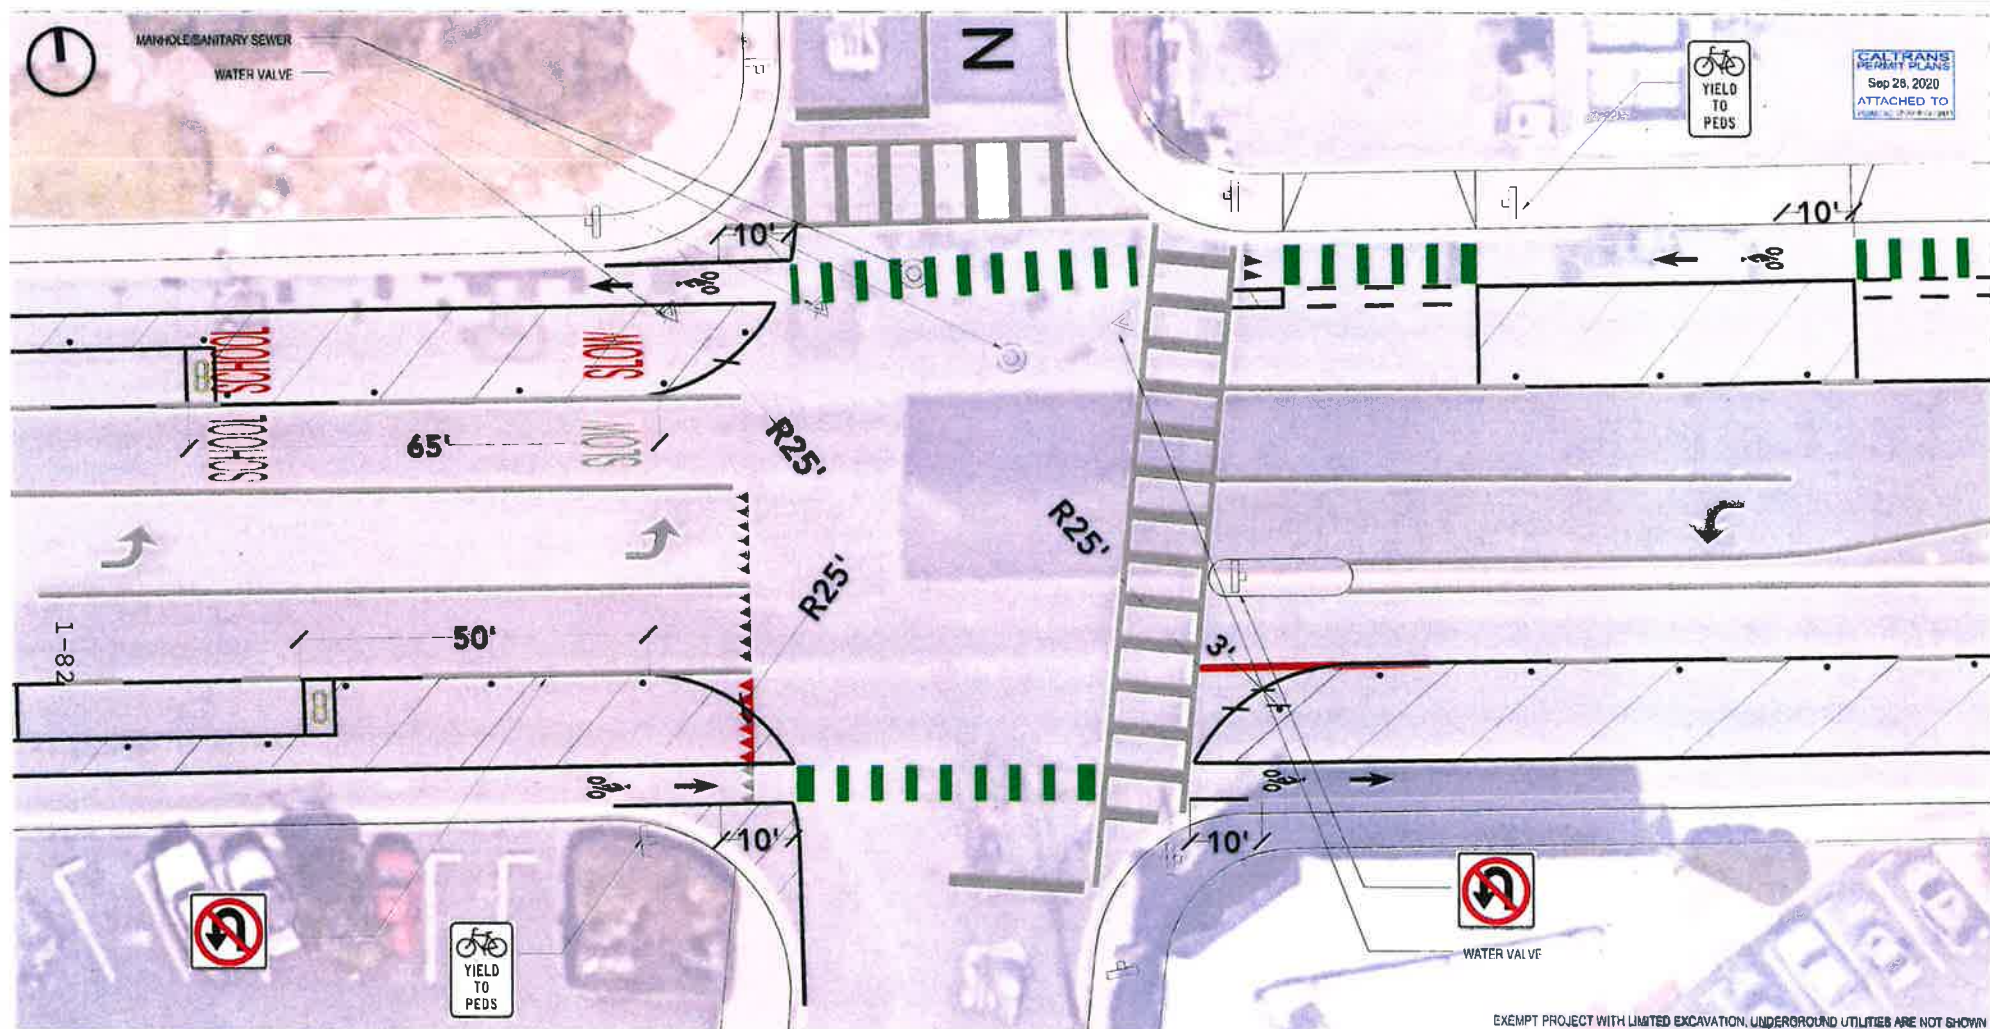 MANHOLE/SANITARY SEWER
WATER VALVE
N
YIELD
TO
PEDS
CALTRANS
PERMIT PLANS
Sep 28, 2020
ATTACHED TO
10'
10'
SCHOOL
SLOW
SCHOOL
65'
SLOW
R25'
R25'
R25'
1-82
50'
3'
10'
10'
YIELD
TO
PEDS
WATER VALVE
EXEMPT PROJECT WITH LIMITED EXCAVATION, UNDERGROUND UTILITIES ARE NOT SHOWN